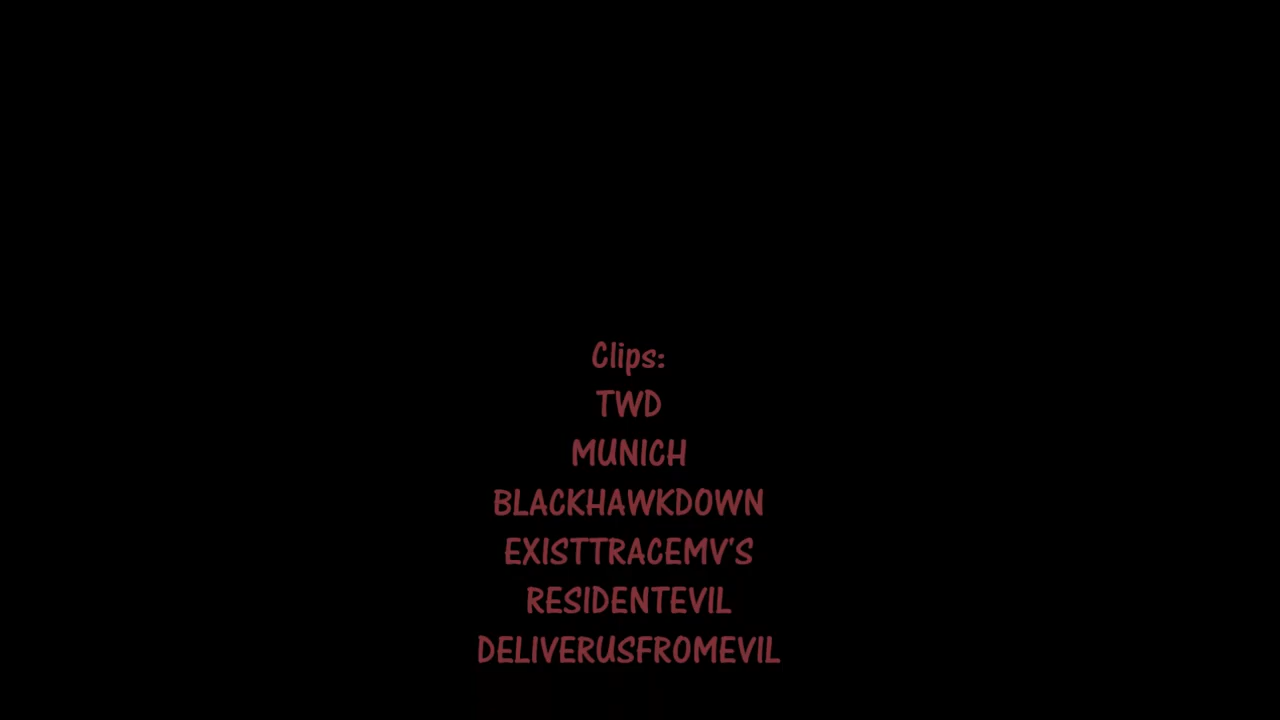 Clips:
TWD
MUNICH
BLACKHAWKDOWN
EXISTTRACEMV'S
RESIDENTEVIL
DELIVERUSFROMEVIL